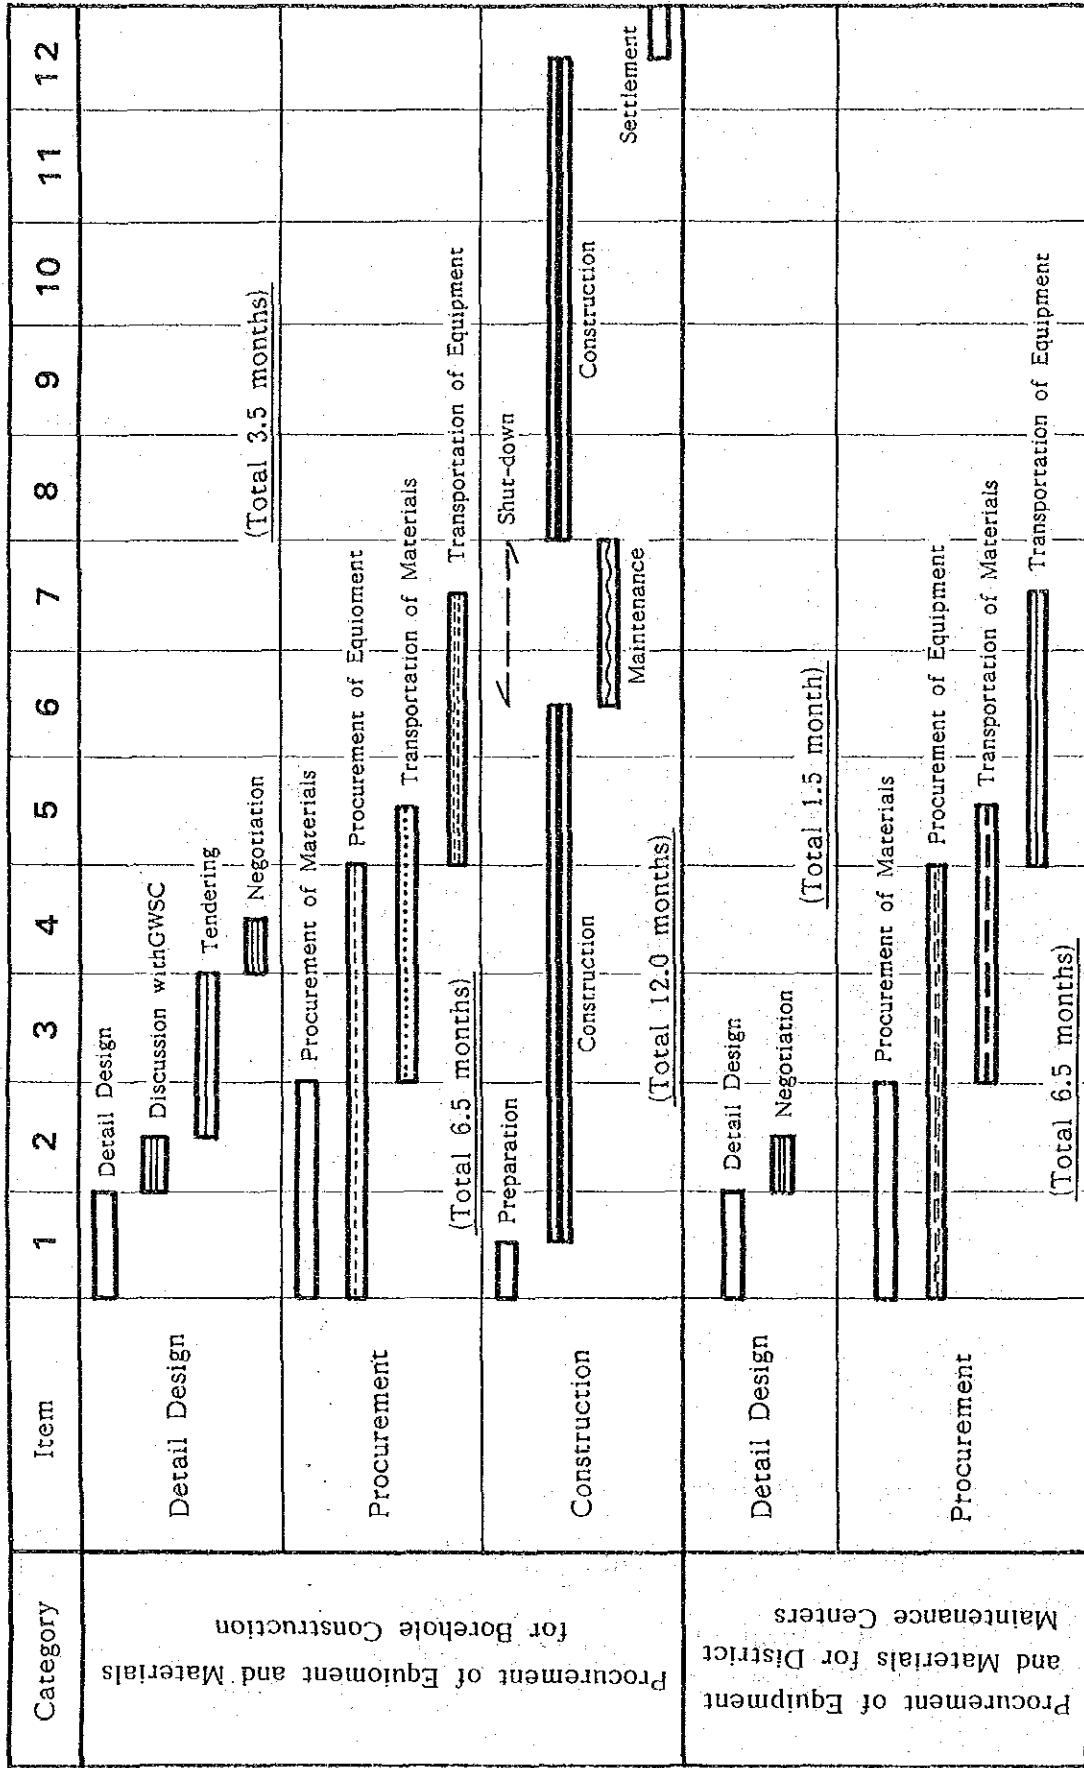 Category Item 1 2 3 4 5 6 7 8 9 10 11 12
Procurement of Equioment and Materials
for Borehole Construction
Detail Design
Detail Design
Discussion withGWSC
Tendering
Negotiation
(Total 3.5 months)
Procurement
Procurement of Materials
Procurement of Equioment
Transportation of Materials
Transportation of Equipment
(Total 6.5 months)
Construction
Preparation
Shut-down
Construction
Construction
Maintenance
Settlement
(Total 12.0 months)
Procurement of Equipment
and Materials for District
Maintenance Centers
Detail Design
Detail Design
Negotiation
(Total 1.5 month)
Procurement
Procurement of Materials
Procurement of Equipment
Transportation of Materials
Transportation of Equipment
(Total 6.5 months)